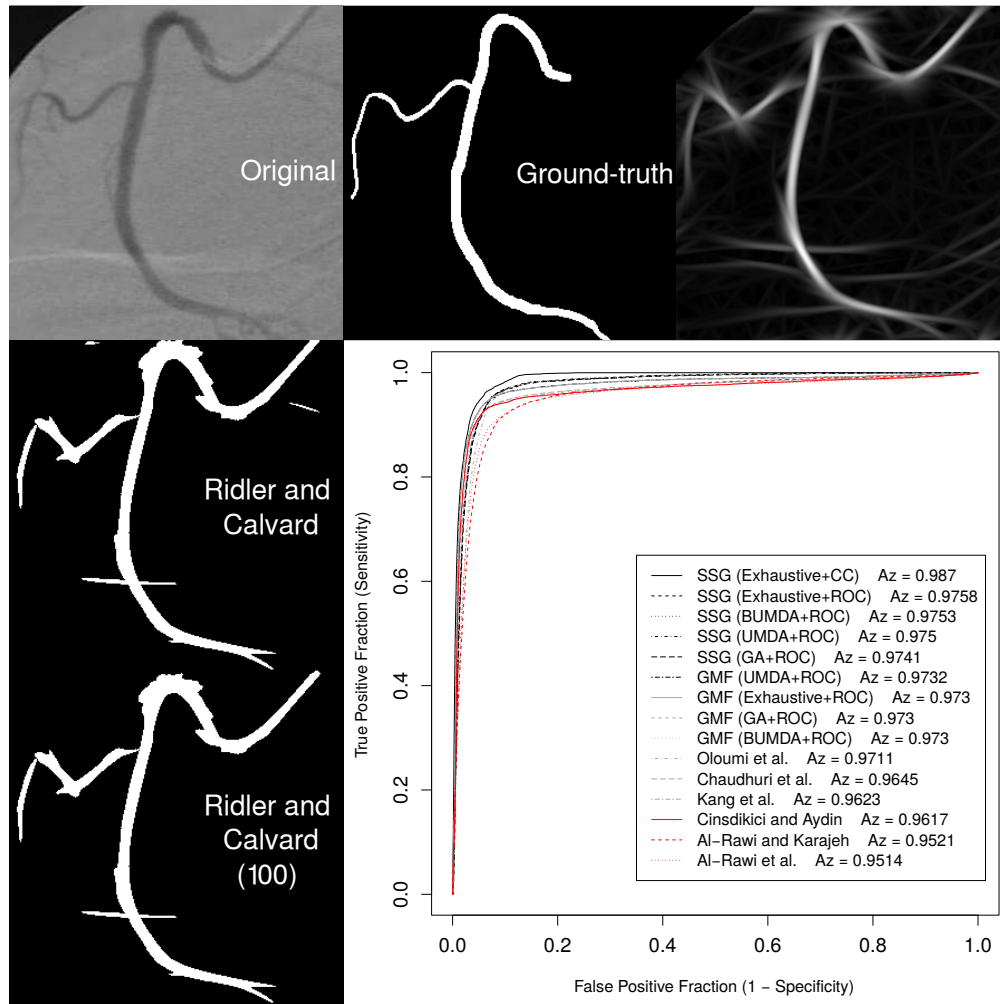 Original
Ground-truth
Ridler and
Calvard
Ridler and
Calvard
(100)
True Positive Fraction (Sensitivity)
1.0
0.8
0.6
0.4
0.2
0.0
SSG (Exhaustive+CC) Az = 0.987
SSG (Exhaustive+ROC) Az = 0.9758
SSG (BUMDA+ROC) Az = 0.9753
SSG (UMDA+ROC) Az = 0.975
SSG (GA+ROC) Az = 0.9741
GMF (UMDA+ROC) Az = 0.9732
GMF (Exhaustive+ROC) Az = 0.973
GMF (GA+ROC) Az = 0.973
GMF (BUMDA+ROC) Az = 0.973
Oloumi et al. Az = 0.9711
Chaudhuri et al. Az = 0.9645
Kang et al. Az = 0.9623
Cinsdikici and Aydin Az = 0.9617
Al−Rawi and Karajeh Az = 0.9521
Al−Rawi et al. Az = 0.9514
0.0 0.2 0.4 0.6 0.8 1.0
False Positive Fraction (1 − Specificity)